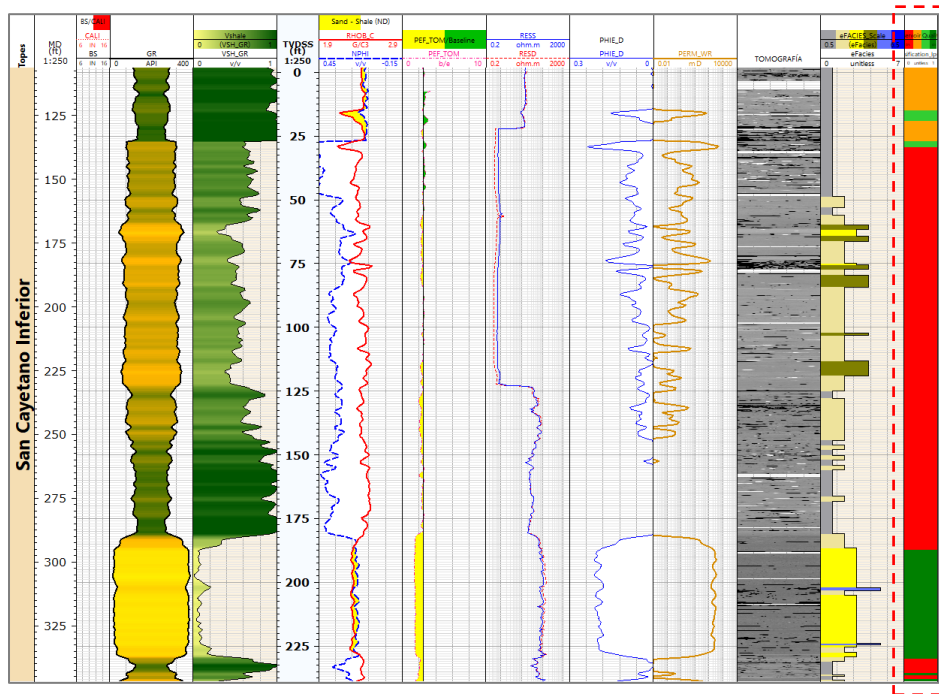 BS/CALI
CALI
6 IN 16
BS
6 IN 16
Topes
MD
(ft)
1:250
GR
0 API 400
Vshale
0 (VSH_GR) 1
VSH_GR
0 v/v 1
TVDSS
(ft)
1:250
Sand - Shale (ND)
RHOB_C
1.9 G/C3 2.9
NPHI
0.45 v/v -0.15
PEF_TOM/Baseline
PEF_TOM
0 b/e 10
RESS
0.2 ohm.m 2000
RESD
0.2 ohm.m 2000
PHIE_D
PHIE_D
0.3 v/v 0
PERM_WR
0.01 m D 10000
TOMOGRAFÍA
eFACIES_Scale
0.5 (eFacies)
eFacies
0 unitless 7
San Cayetano Inferior
125
150
175
200
225
250
275
300
325
0
25
50
75
100
125
150
175
200
225